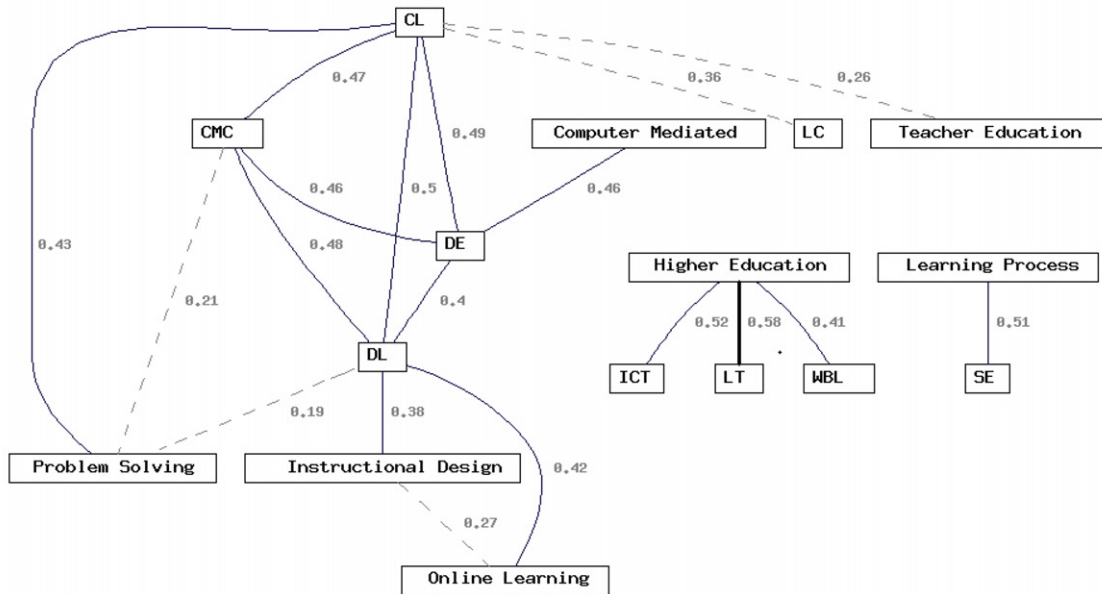 CL
0.47
0.36
0.26
CMC
Computer Mediated
LC
Teacher Education
0.49
0.46
0.5
0.46
0.43
0.48
DE
Higher Education
Learning Process
0.21
0.4
0.52
0.58
0.41
0.51
DL
ICT
LT
WBL
SE
0.19
0.38
Problem Solving
Instructional Design
0.42
0.27
Online Learning